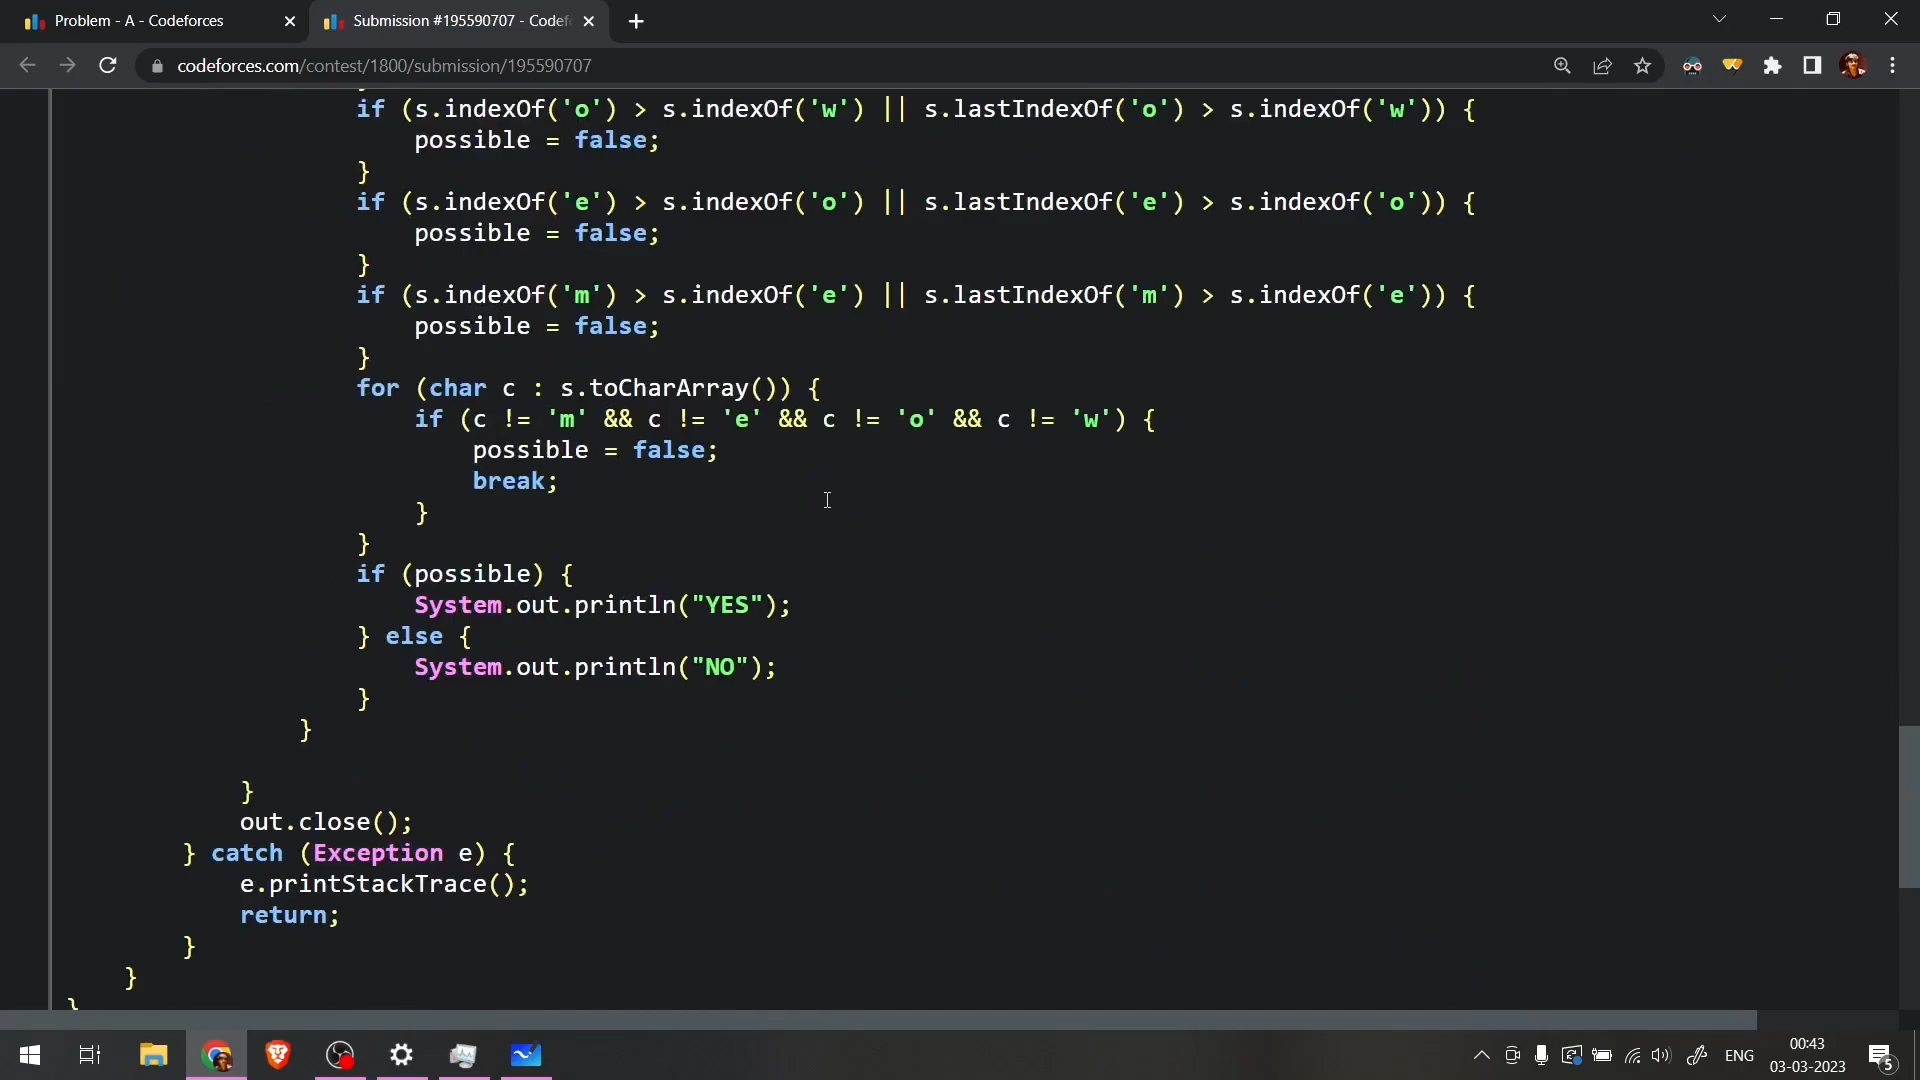 Problem - A - Codeforces
Submission #195590707 - Codef
codeforces.com/contest/1800/submission/195590707
if (s.indexOf('o') > s.indexOf('w') || s.lastIndexOf('o') > s.indexOf('w')) {
possible = false;
}
if (s.indexOf('e') > s.indexOf('o') || s.lastIndexOf('e') > s.indexOf('o')) {
possible = false;
}
if (s.indexOf('m') > s.indexOf('e') || s.lastIndexOf('m') > s.indexOf('e')) {
possible = false;
}
for (char c : s.toCharArray()) {
if (c != 'm' && c != 'e' && c != 'o' && c != 'w') {
possible = false;
break;
}
}
if (possible) {
System.out.println("YES");
} else {
System.out.println("NO");
}
}
}
out.close();
} catch (Exception e) {
e.printStackTrace();
return;
}
}
}
ENG
00:43
03-03-2023
5